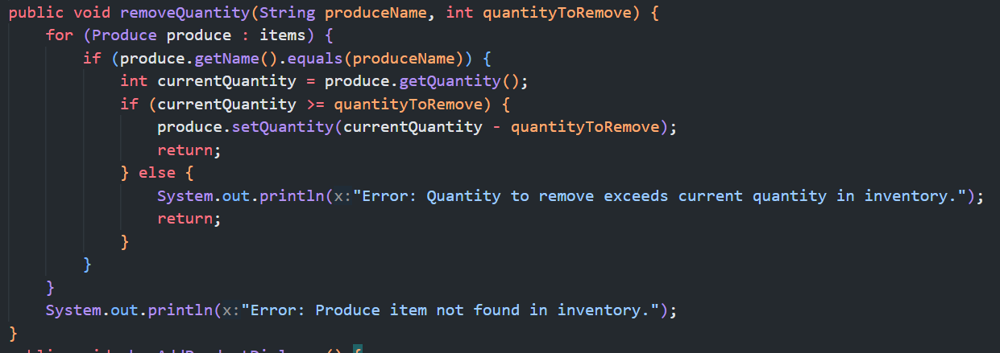 public void removeQuantity(String produceName, int quantityToRemove) {
for (Produce produce : items) {
if (produce.getName().equals(produceName)) {
int currentQuantity = produce.getQuantity();
if (currentQuantity >= quantityToRemove) {
produce.setQuantity(currentQuantity - quantityToRemove);
return;
} else {
System.out.println(x:"Error: Quantity to remove exceeds current quantity in inventory.");
return;
}
}
}
System.out.println(x:"Error: Produce item not found in inventory.");
}